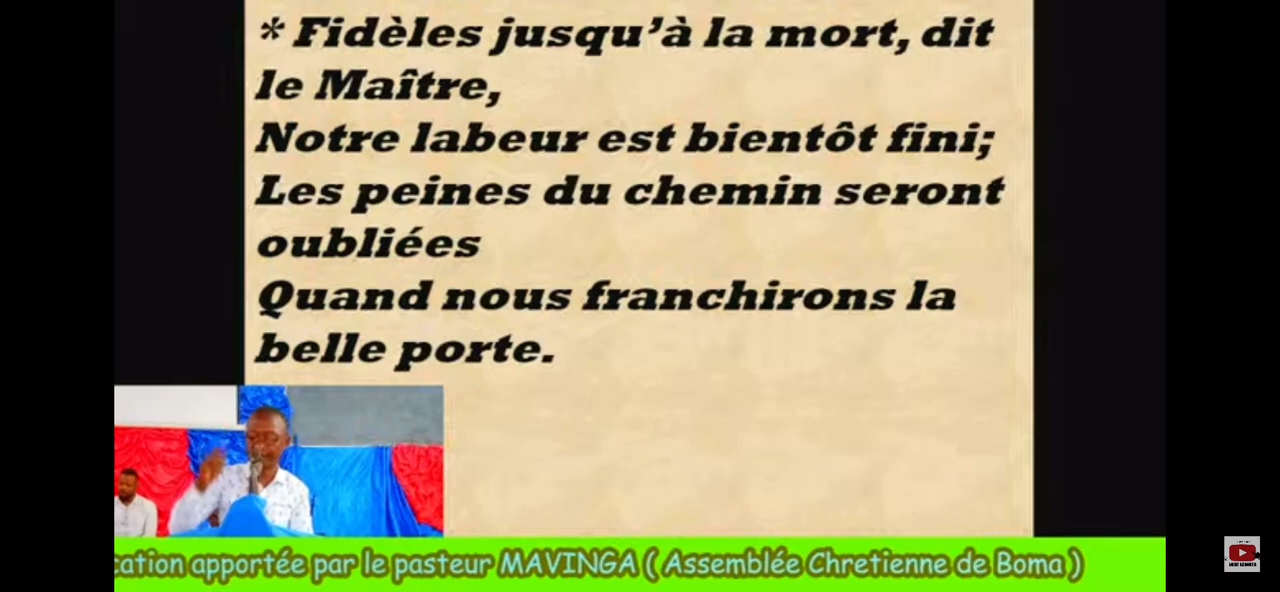 * Fidèles jusqu’à la mort, dit
le Maître,
Notre labeur est bientôt fini;
Les peines du chemin seront
oubliées
Quand nous franchirons la
belle porte.
cation apportée par le pasteur MAVINGA ( Assemblée Chretienne de Boma )